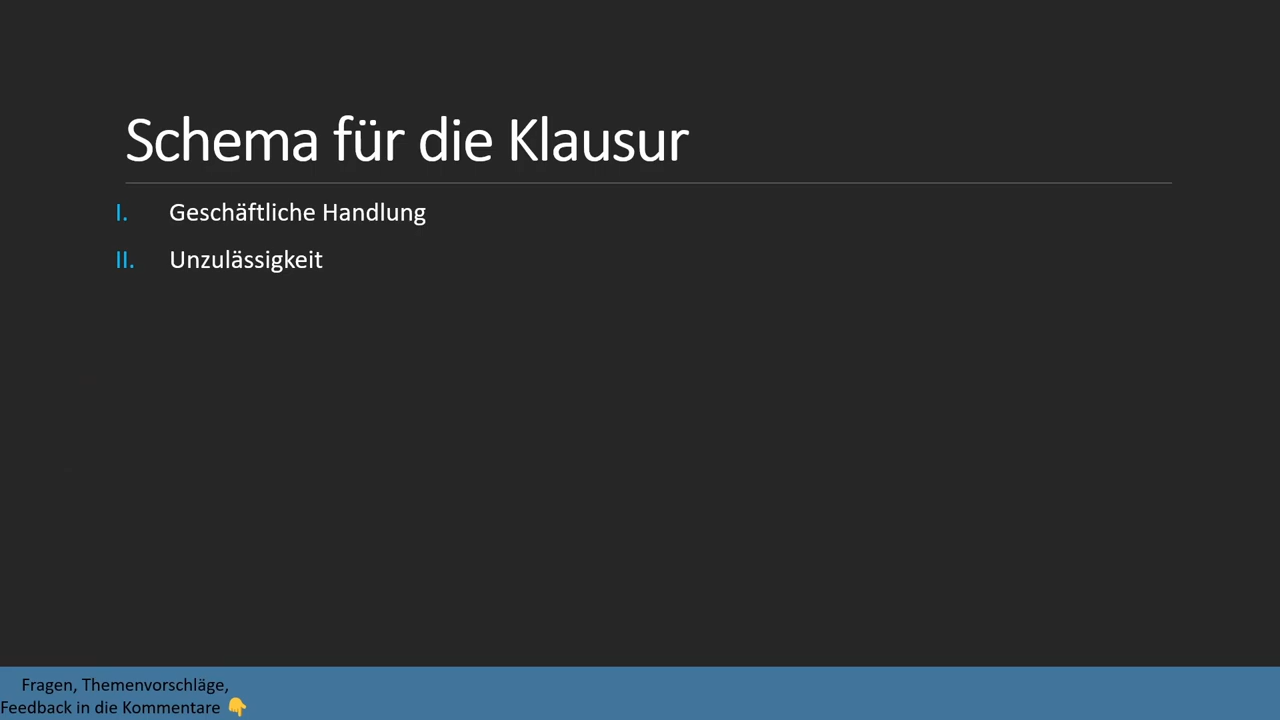 Schema für die Klausur
I. Geschäftliche Handlung
II. Unzulässigkeit
Fragen, Themenvorschläge,
Feedback in die Kommentare 👇